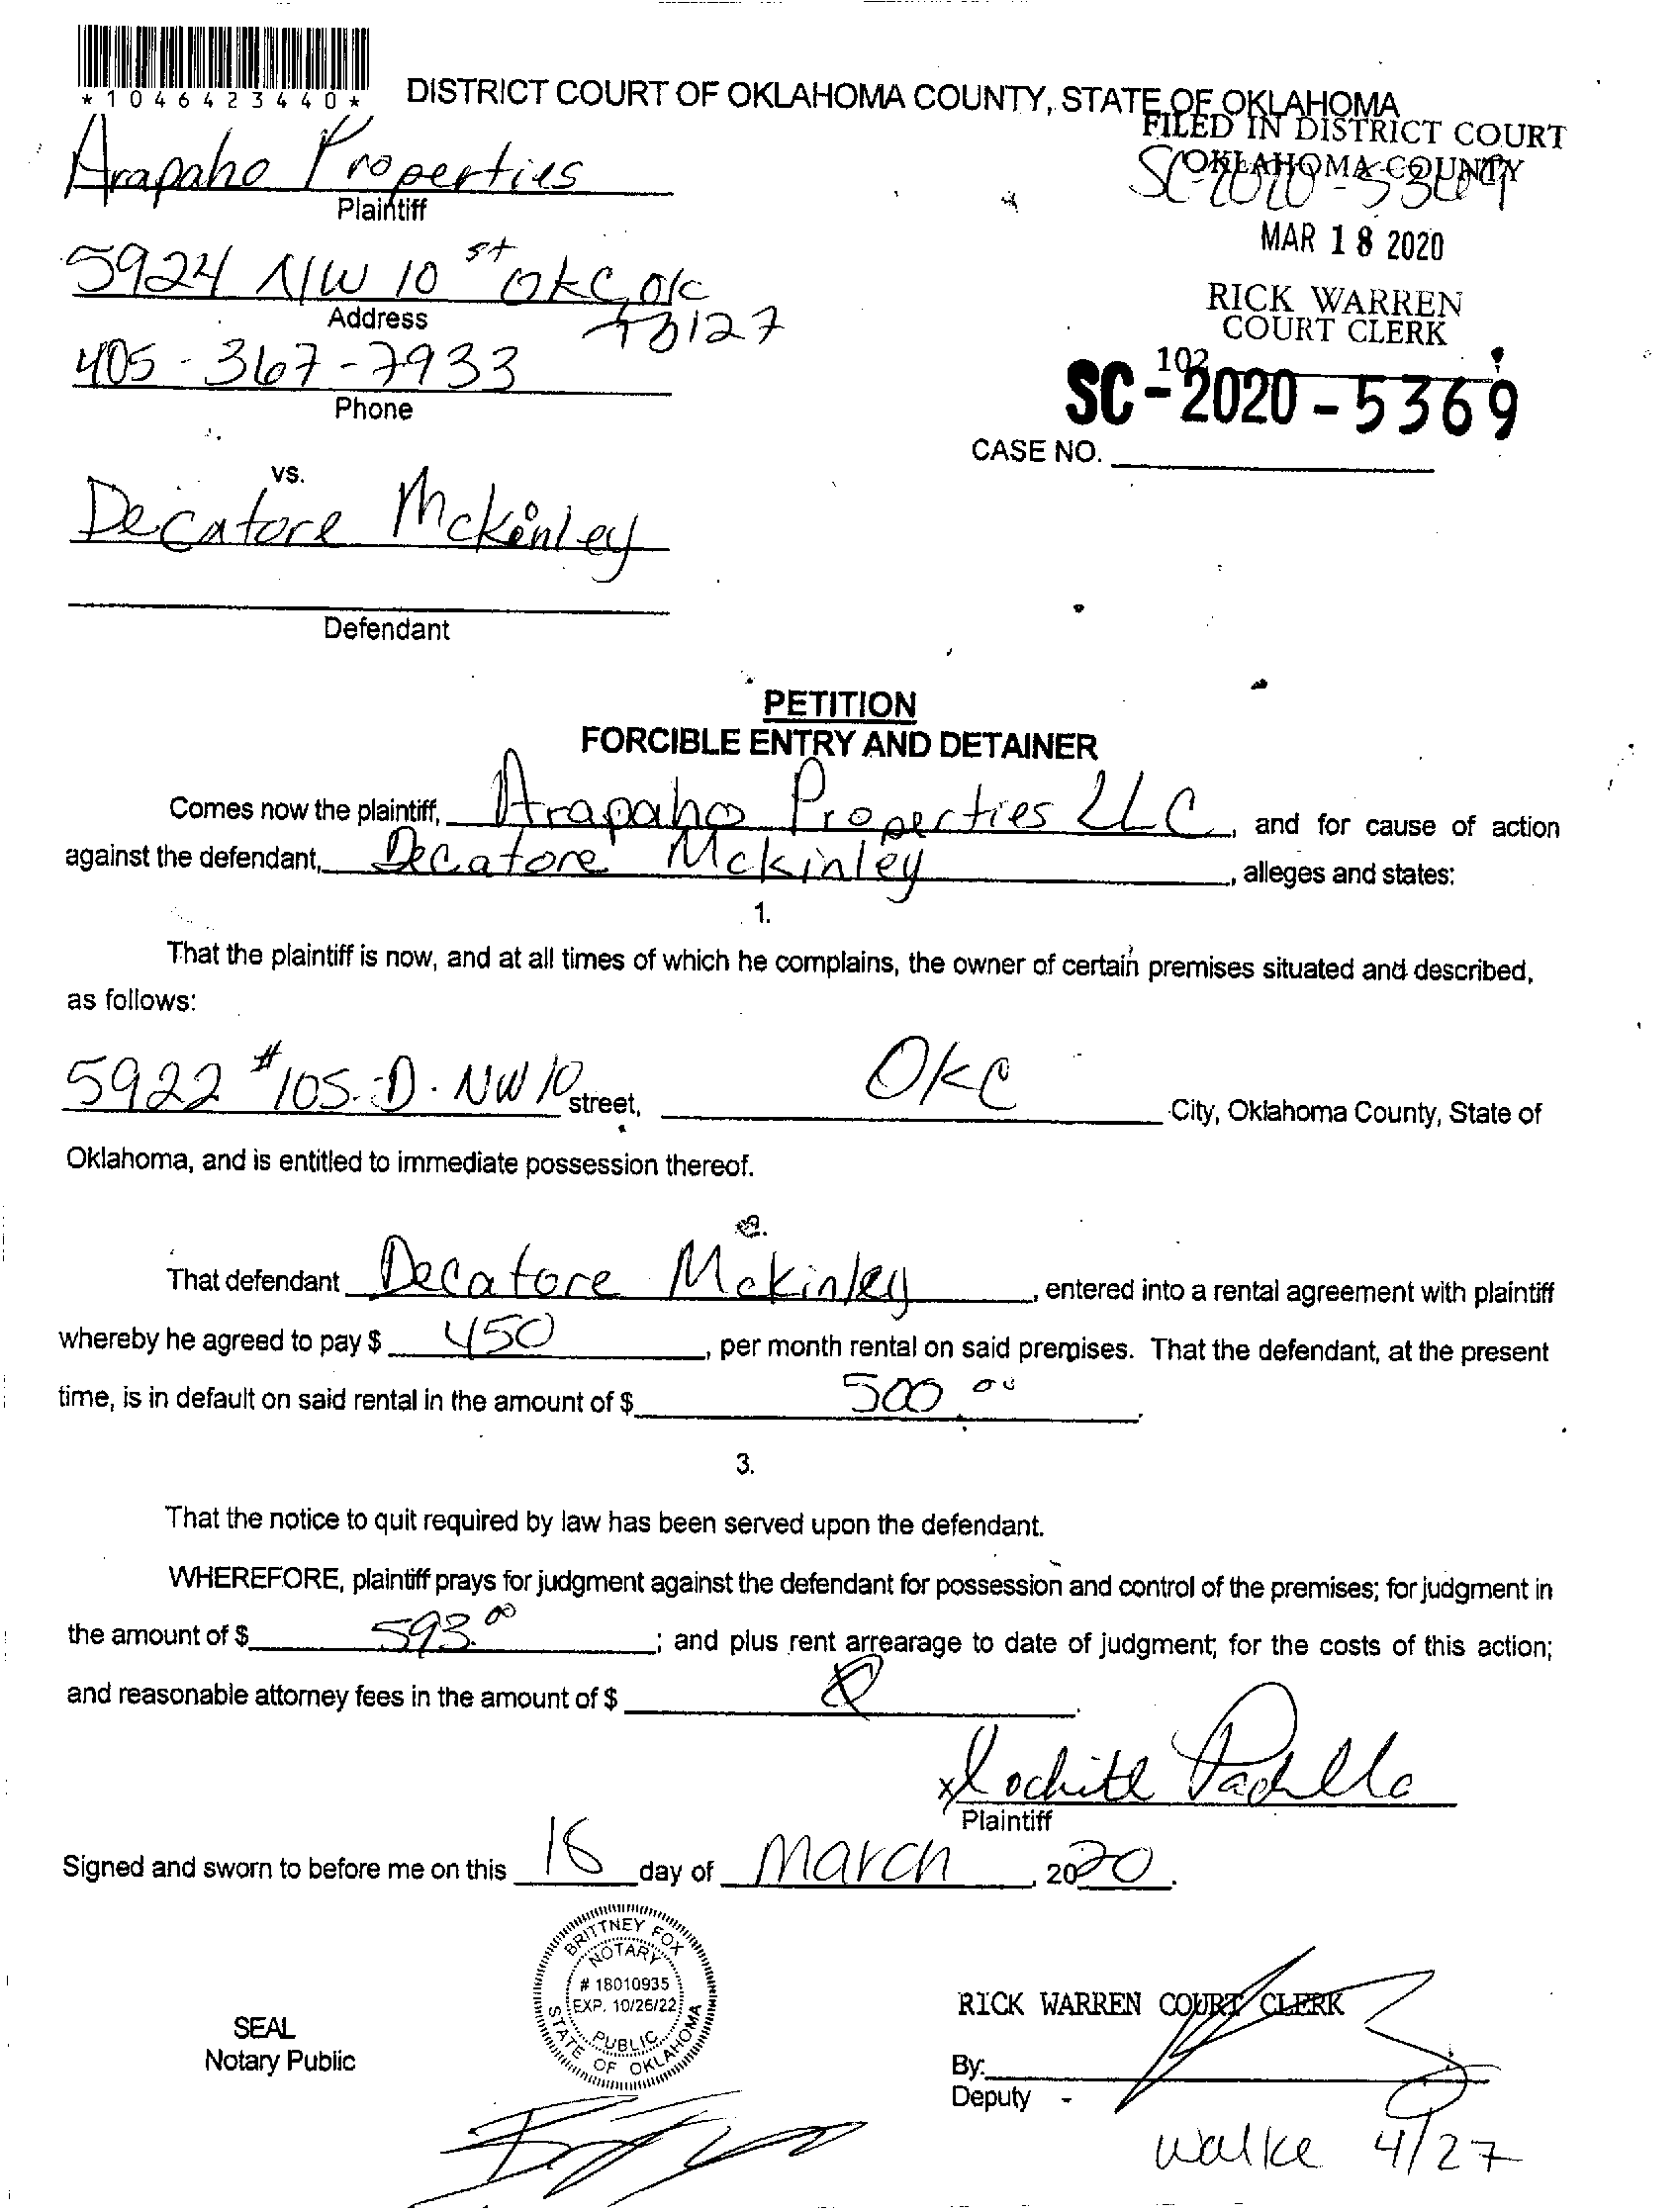 *1046423440*
DISTRICT COURT OF OKLAHOMA COUNTY, STATE OF OKLAHOMA
FILED IN DISTRICT COURT
OKLAHOMA COUNTY
Arapaho Properties
SC-2020-5369
Plaintiff
MAR 18 2020
5924 NW 10 st OKC, OK
73127
Address
RICK WARREN
COURT CLERK
405-367-7933
102
Phone
SC-2020-5369
CASE NO.
vs.
Decatore Mckinley
Defendant
PETITION
FORCIBLE ENTRY AND DETAINER
Comes now the plaintiff, Arapaho Properties LLC, and for cause of action
against the defendant, Decatore Mckinley, alleges and states:
1.
That the plaintiff is now, and at all times of which he complains, the owner of certain premises situated and described,
as follows:
5922 #105-D. NW 10 street, OKC City, Oklahoma County, State of
Oklahoma, and is entitled to immediate possession thereof.
That defendant Decatore Mckinley, entered into a rental agreement with plaintiff
whereby he agreed to pay $ 450, per month rental on said premises. That the defendant, at the present
time, is in default on said rental in the amount of $ 500.00.
3.
That the notice to quit required by law has been served upon the defendant.
WHEREFORE, plaintiff prays for judgment against the defendant for possession and control of the premises; for judgment in
the amount of $ 593.00; and plus rent arrearage to date of judgment; for the costs of this action;
and reasonable attorney fees in the amount of $
Xochitl Padilla
Plaintiff
Signed and sworn to before me on this 18 day of March, 2020.
BRITTNEY FOX
NOTARY
# 18010935
EXP. 10/26/22
PUBLIC
STATE OF OKLAHOMA
SEAL
Notary Public
RICK WARREN COURT CLERK
By:
Deputy -
Walke 4/27